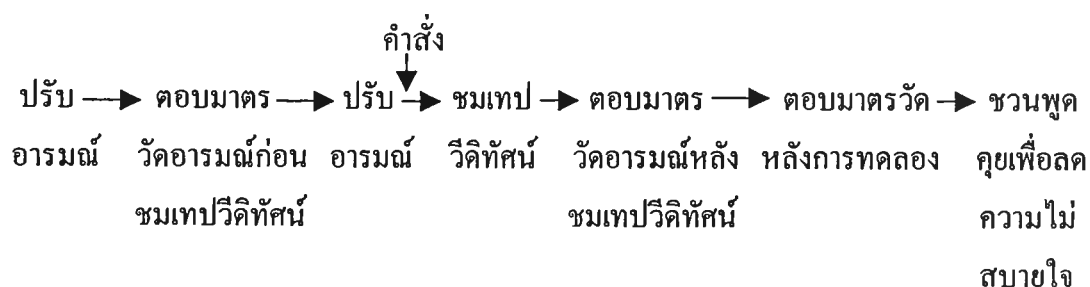 คำสั่ง
ปรับ ตอบมาตร ปรับ ชมเทป ตอบมาตร ตอบมาตรวัด ชวนพูด
อารมณ์ วัดอารมณ์ก่อน อารมณ์ วีดิทัศน์ วัดอารมณ์หลัง หลังการทดลอง คุยเพื่อลด
ชมเทปวีดิทัศน์ ชมเทปวีดิทัศน์ ความไม่
สบายใจ